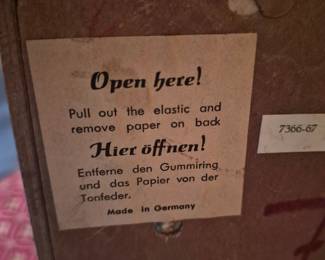 Open here!
Pull out the elastic and
remove paper on back
Hier öffnen!
Entferne den Gummiring
und das Papier von der
Tonfeder.
Made in Germany
7366-67